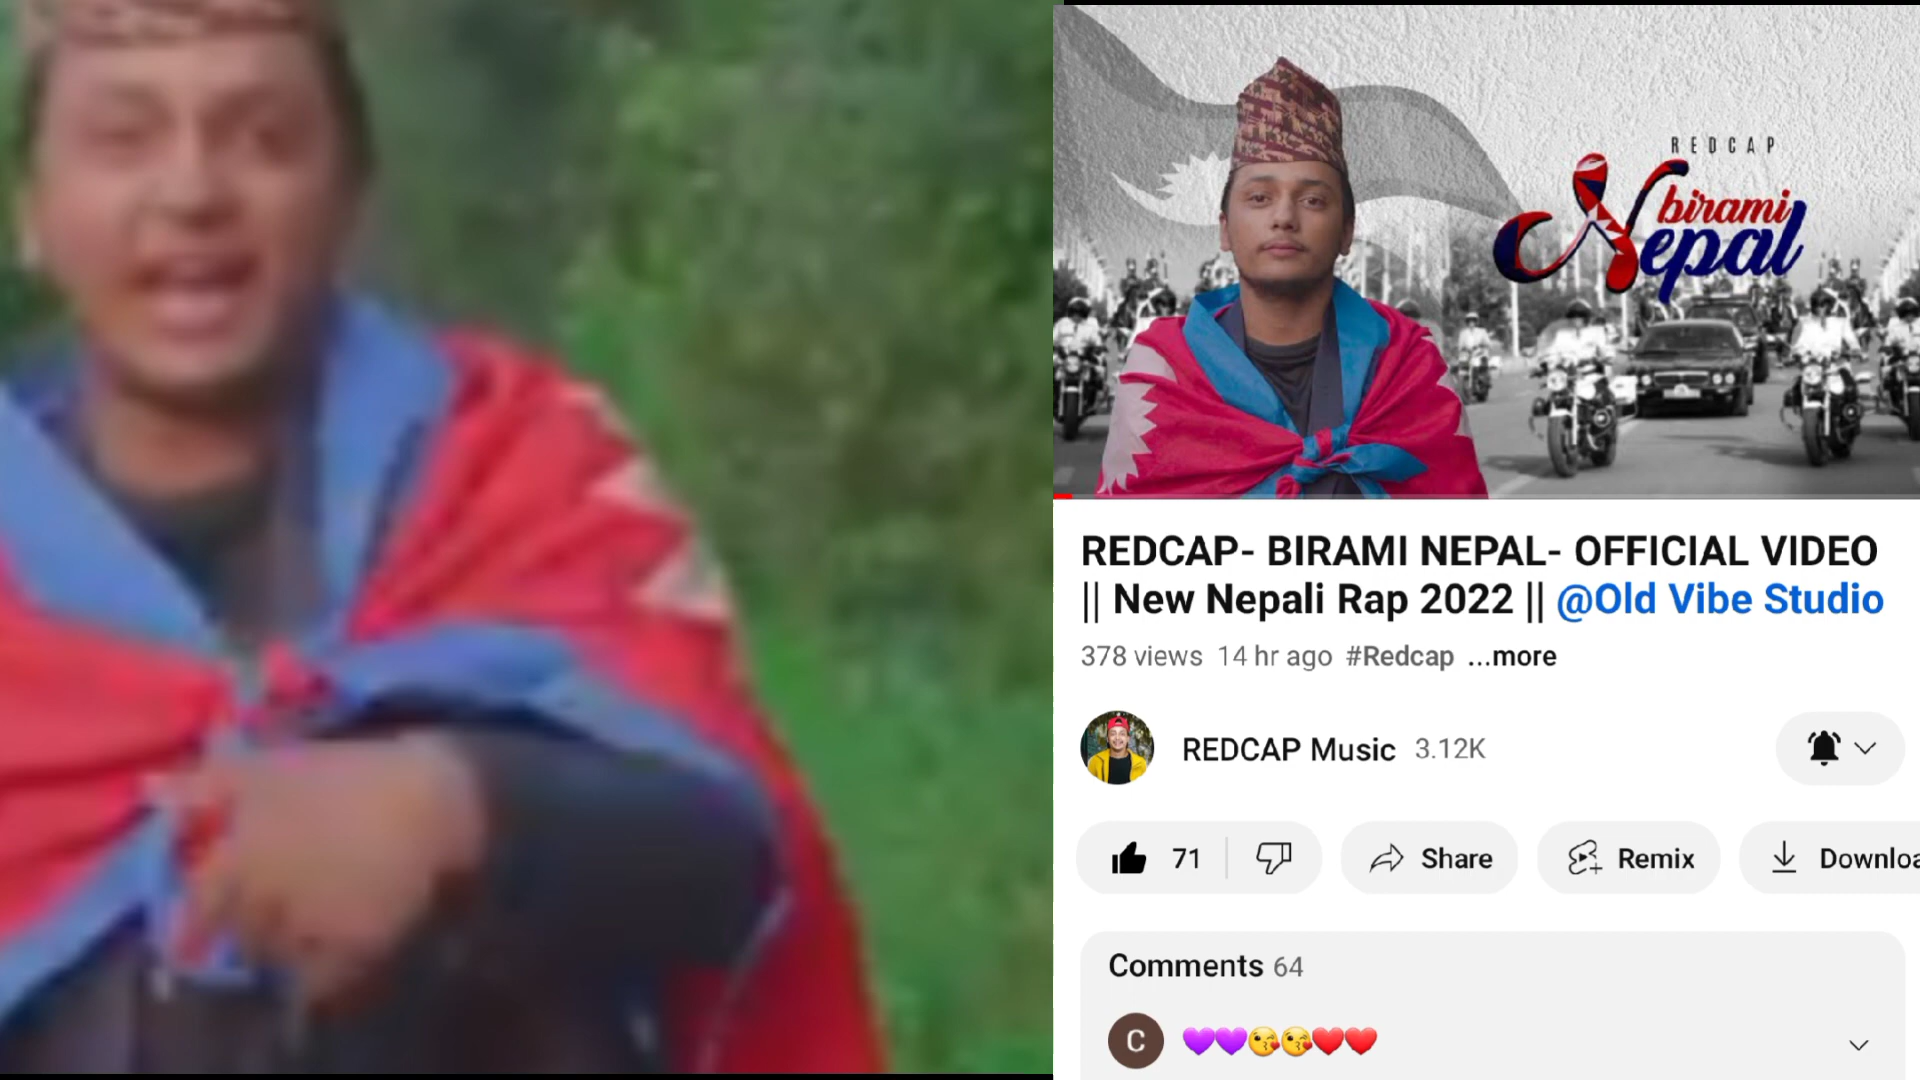 REDCAP
birami
Nepal
REDCAP- BIRAMI NEPAL- OFFICIAL VIDEO
|| New Nepali Rap 2022 || @Old Vibe Studio
378 views 14 hr ago #Redcap ...more
REDCAP Music 3.12K
71 Share Remix Downloa
Comments 64
C 💜💜😘😘❤️❤️